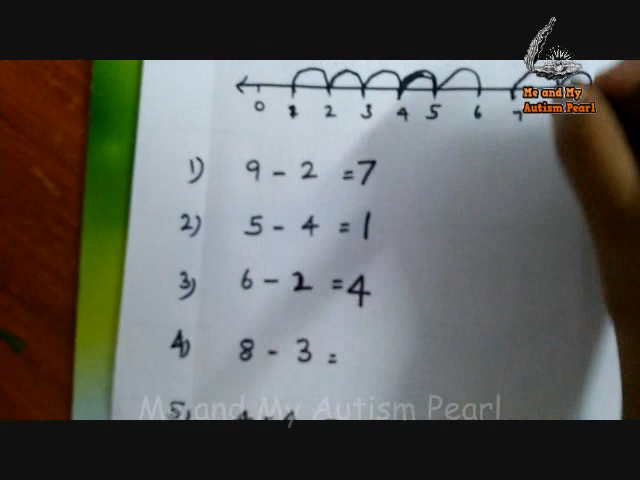 Me and My
Autism Pearl
0 1 2 3 4 5 6 7
1) 9 - 2 = 7
2) 5 - 4 = 1
3) 6 - 2 = 4
4) 8 - 3 =
5)
Me and My Autism Pearl